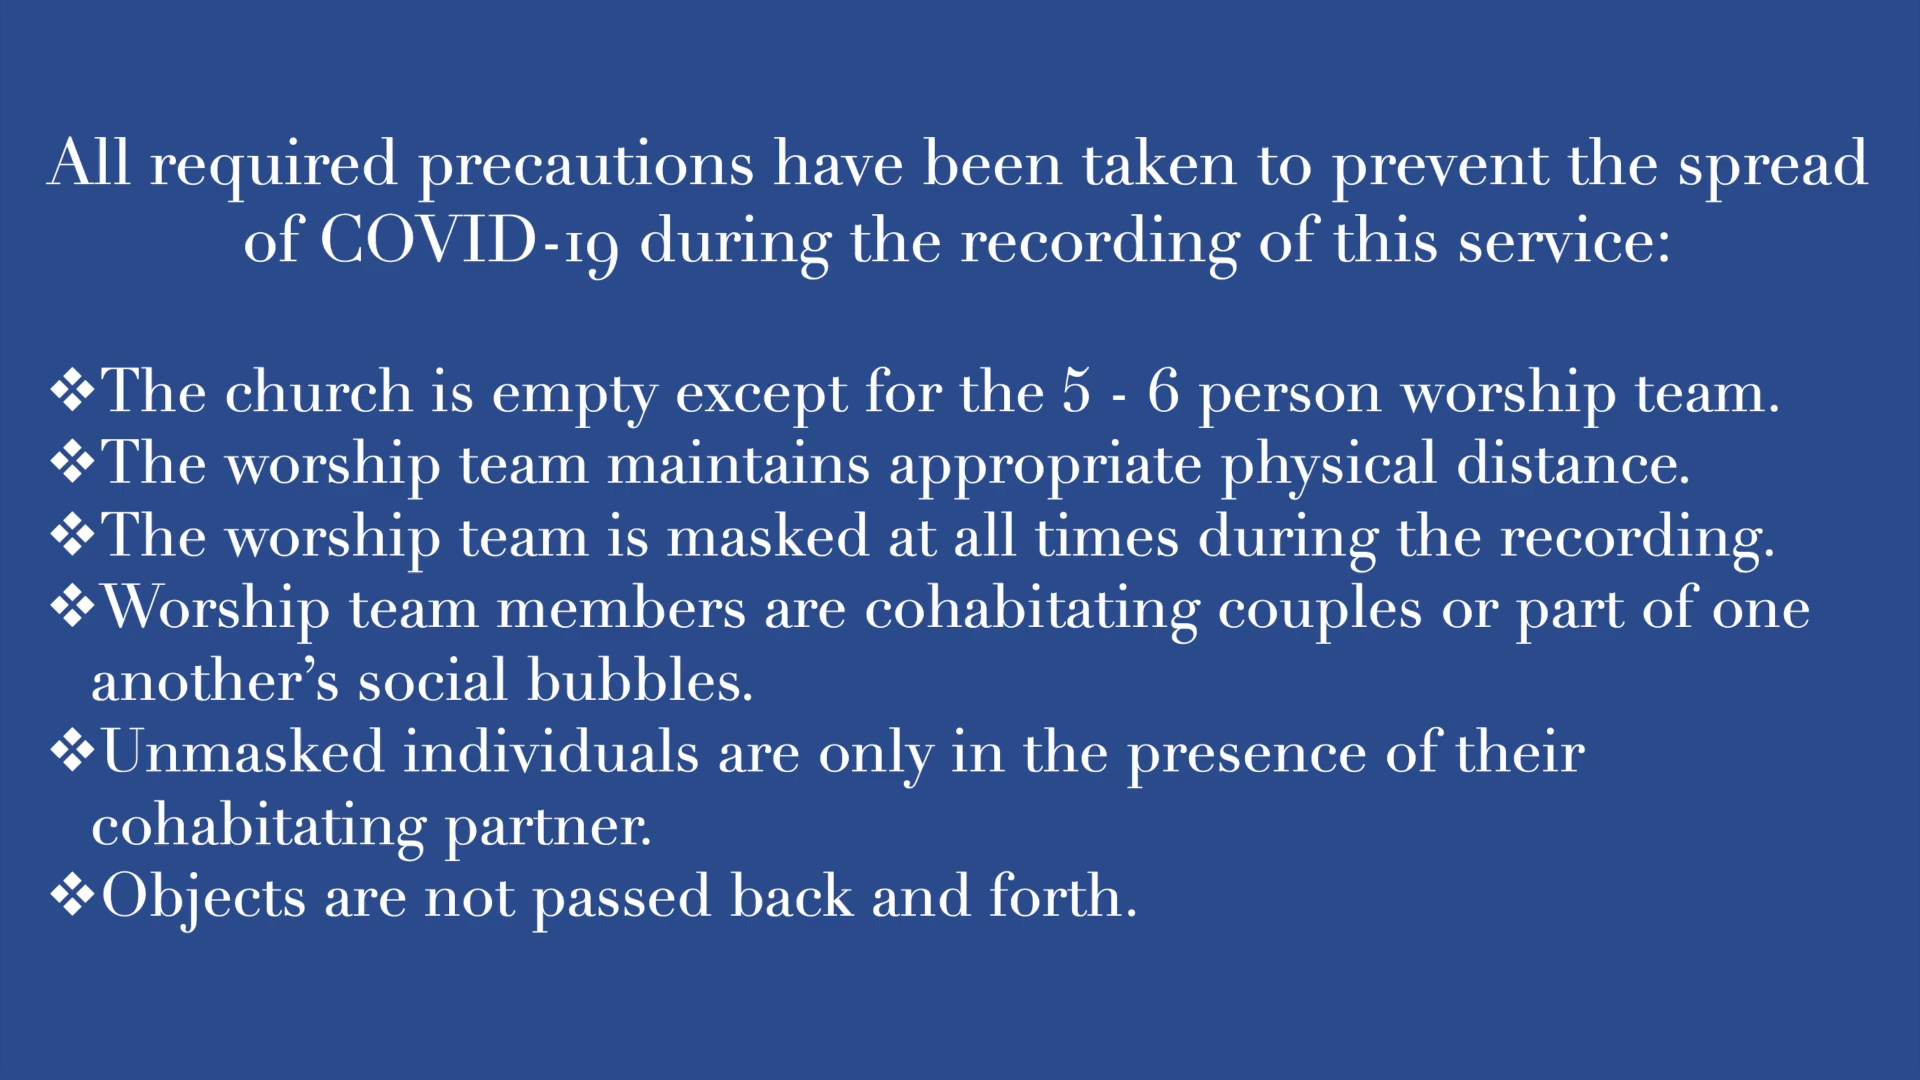 All required precautions have been taken to prevent the spread
of COVID-19 during the recording of this service:
❖The church is empty except for the 5 - 6 person worship team.
❖The worship team maintains appropriate physical distance.
❖The worship team is masked at all times during the recording.
❖Worship team members are cohabitating couples or part of one
another’s social bubbles.
❖Unmasked individuals are only in the presence of their
cohabitating partner.
❖Objects are not passed back and forth.